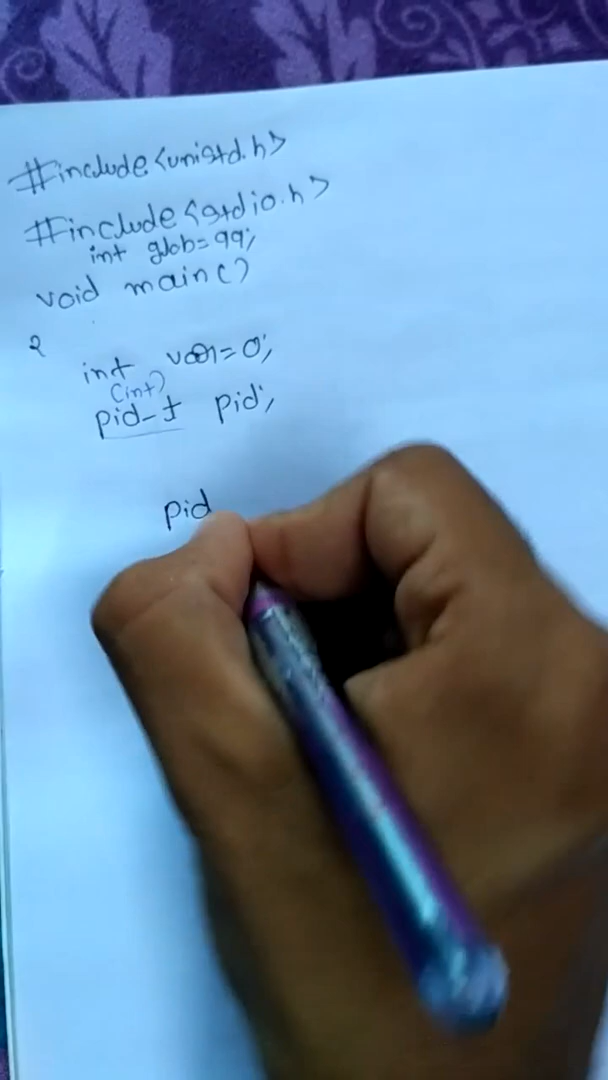 #include<unistd.h>
#include<stdio.h>
int glob=99;
void main()
{
int var=0;
(int)
pid_t pid;
pid